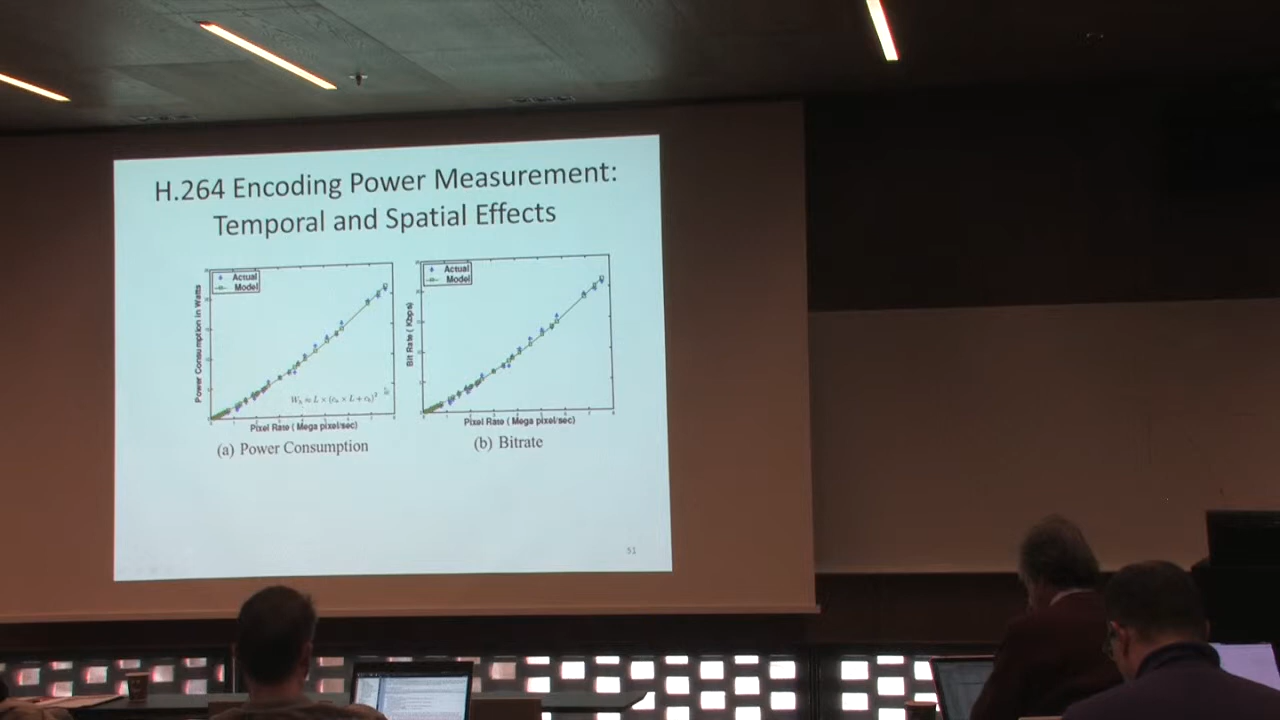 H.264 Encoding Power Measurement:
Temporal and Spatial Effects
Actual
Model
Power Consumption in Watts
Pixel Rate ( Mega pixel/sec)
(a) Power Consumption
Actual
Model
Bit Rate ( Kbps)
Pixel Rate ( Mega pixel/sec)
(b) Bitrate
51